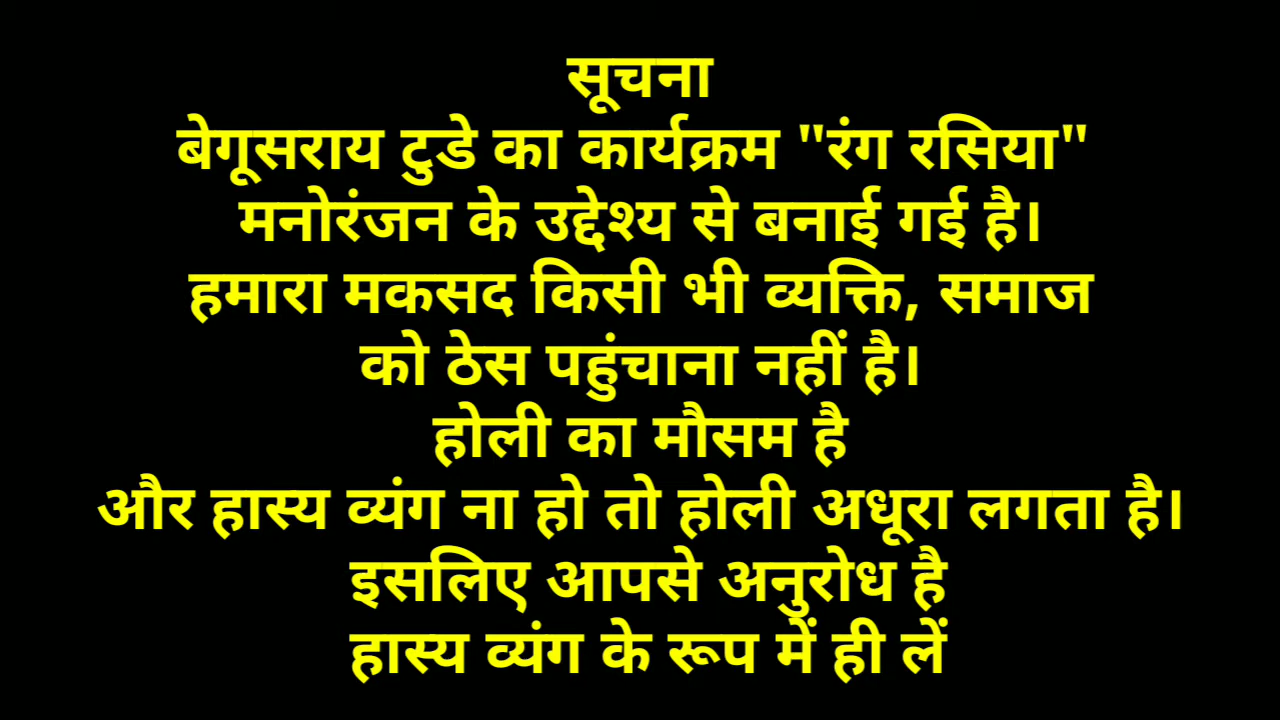 सूचना
बेगूसराय टुडे का कार्यक्रम "रंग रसिया"
मनोरंजन के उद्देश्य से बनाई गई है।
हमारा मकसद किसी भी व्यक्ति, समाज
को ठेस पहुंचाना नहीं है।
होली का मौसम है
और हास्य व्यंग ना हो तो होली अधूरा लगता है।
इसलिए आपसे अनुरोध है
हास्य व्यंग के रूप में ही लें